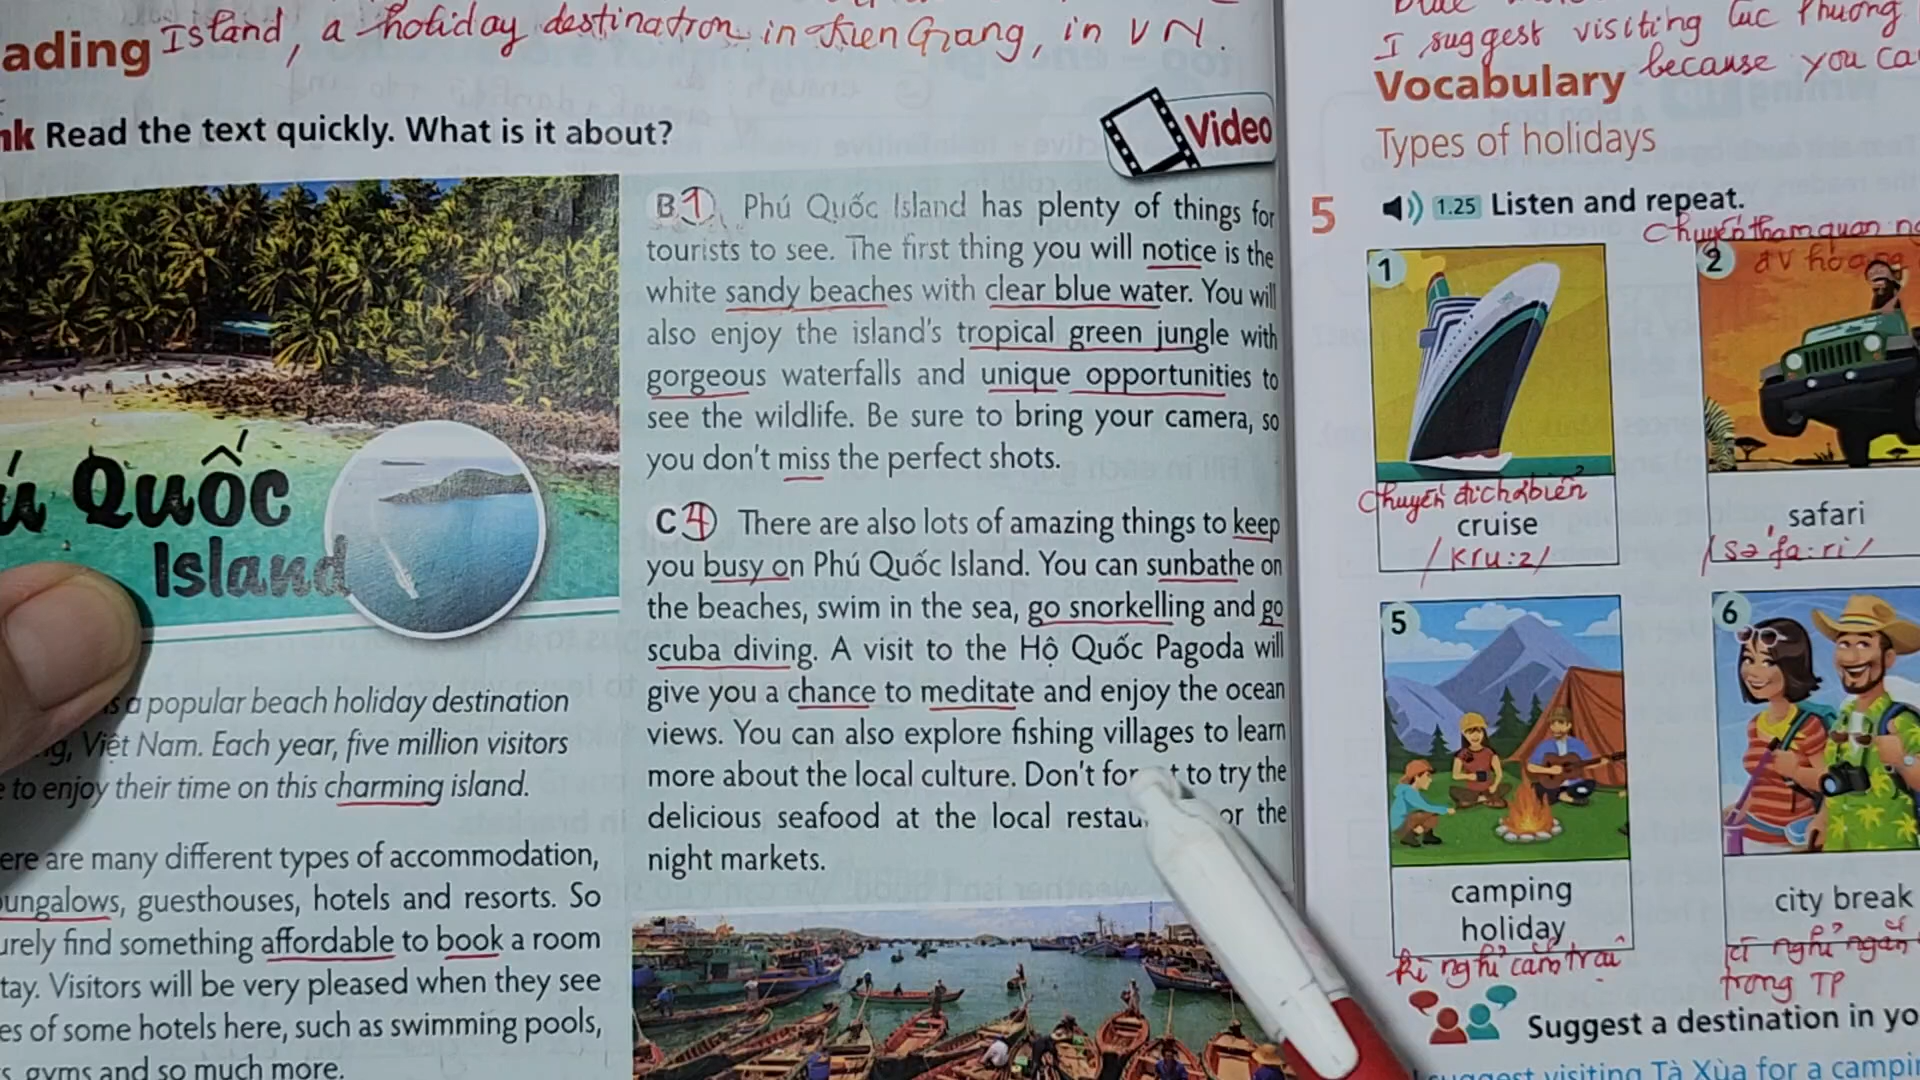 ading Island, a holiday destination in Kien Giang, in VN.
nk Read the text quickly. What is it about?
Video
ú Quốc
Island
is a popular beach holiday destination
Việt Nam. Each year, five million visitors
to enjoy their time on this charming island.
ere are many different types of accommodation,
ungalows, guesthouses, hotels and resorts. So
urely find something affordable to book a room
tay. Visitors will be very pleased when they see
es of some hotels here, such as swimming pools,
s, gyms and so much more.
B 1 Phú Quốc Island has plenty of things for
tourists to see. The first thing you will notice is the
white sandy beaches with clear blue water. You will
also enjoy the island's tropical green jungle with
gorgeous waterfalls and unique opportunities to
see the wildlife. Be sure to bring your camera, so
you don't miss the perfect shots.
C 4 There are also lots of amazing things to keep
you busy on Phú Quốc Island. You can sunbathe on
the beaches, swim in the sea, go snorkelling and go
scuba diving. A visit to the Hộ Quốc Pagoda will
give you a chance to meditate and enjoy the ocean
views. You can also explore fishing villages to learn
more about the local culture. Don't for t to try the
delicious seafood at the local restau or the
night markets.
I suggest visiting Cúc Phương
because you ca
Vocabulary
Types of holidays
5 1.25 Listen and repeat.
Chuyến tham quan
1
2 ĐV hoang
Chuyến đi chơi biển
cruise
/kru:z/
safari
/sə'fa:ri/
5
6
camping
holiday
Kì nghỉ cắm trại
city break
kì nghỉ ngắn
trong TP
Suggest a destination in yo
suggest visiting Tà Xùa for a campin